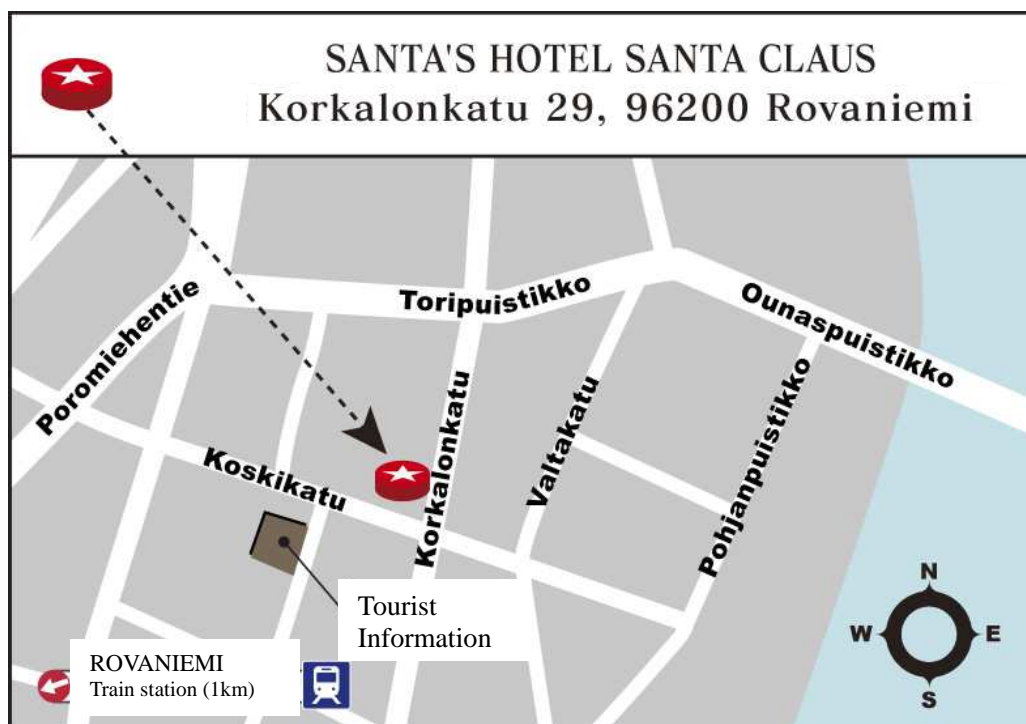 SANTA'S HOTEL SANTA CLAUS
Korkalonkatu 29, 96200 Rovaniemi
Poromiehentie
Toripuistikko
Ounaspuistikko
Koskikatu
Korkalonkatu
Valtakatu
Pohjanpuistikko
Tourist
Information
ROVANIEMI
Train station (1km)
N
W
E
S